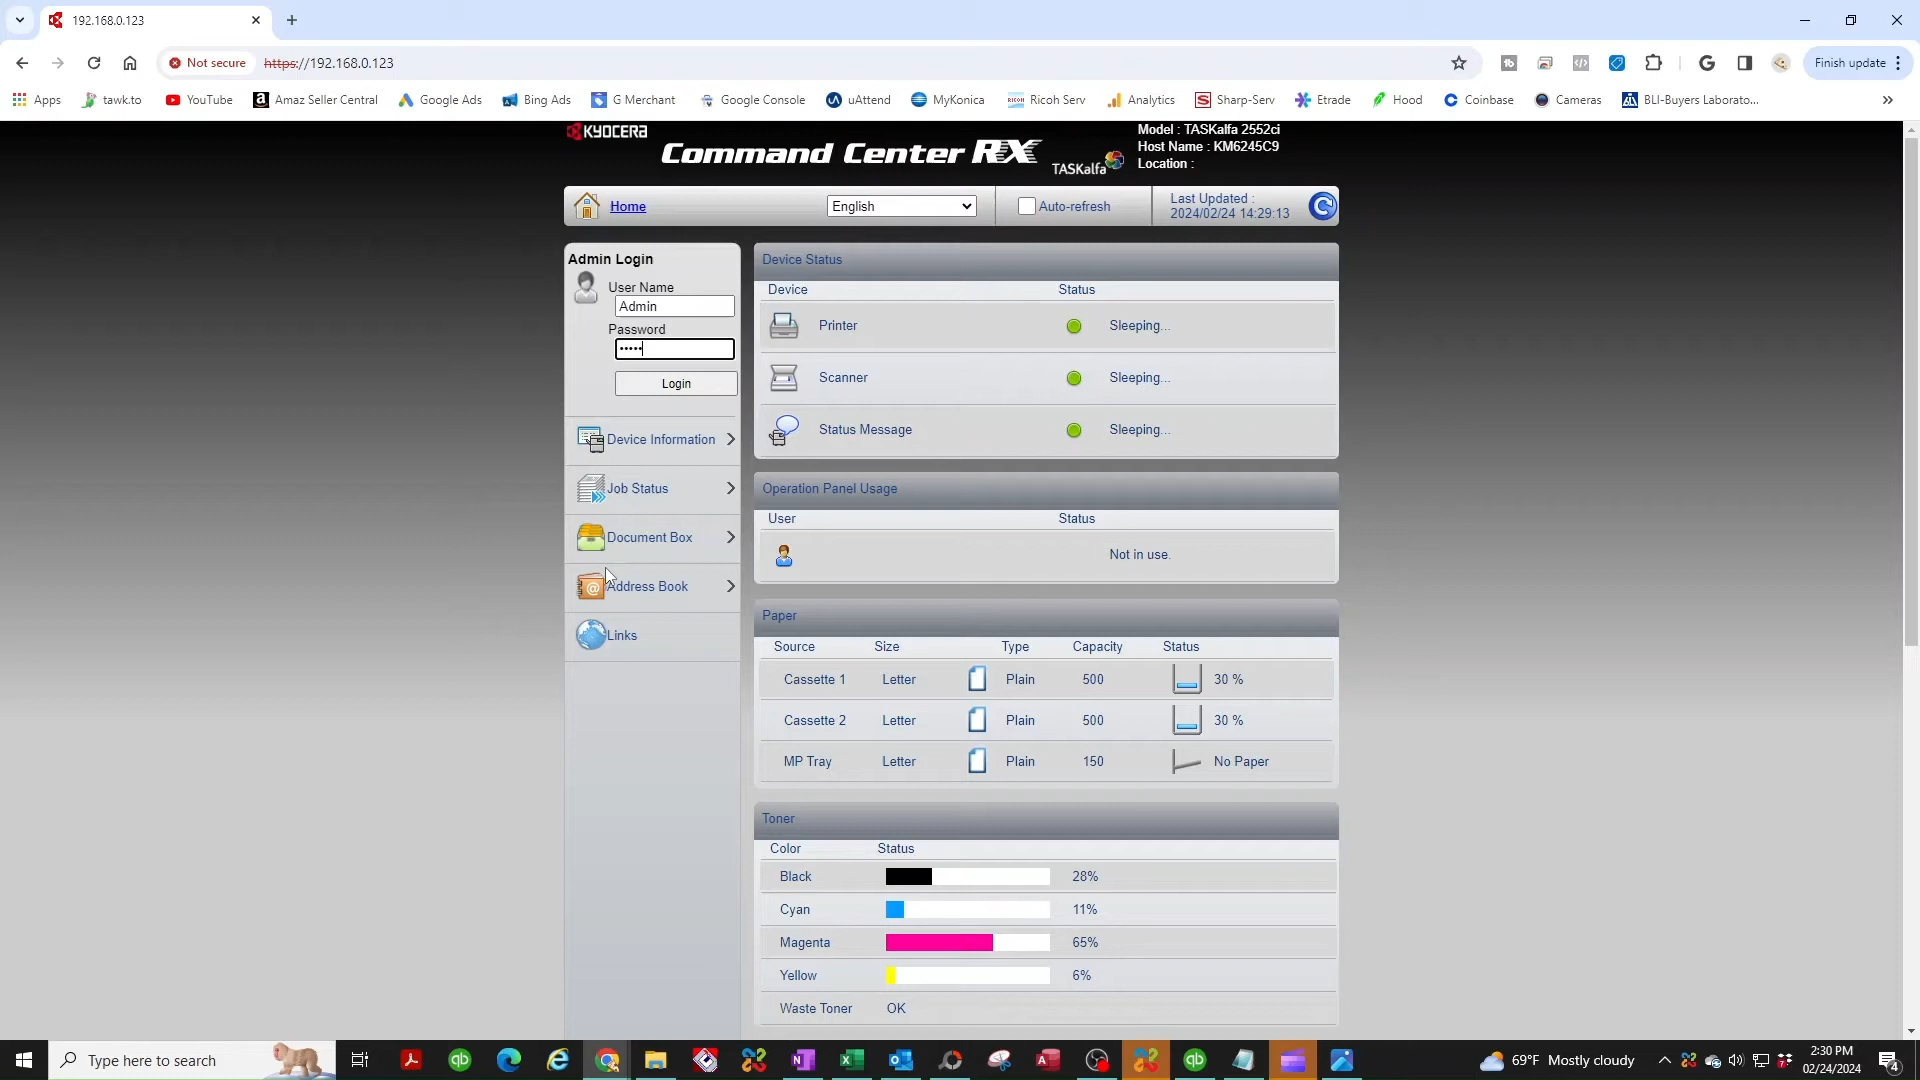 192.168.0.123
Not secure
https://192.168.0.123
Finish update
Apps
tawk.to
YouTube
Amaz Seller Central
Google Ads
Bing Ads
G Merchant
Google Console
uAttend
MyKonica
RICOH
Ricoh Serv
Analytics
Sharp-Serv
Etrade
Hood
Coinbase
Cameras
BLI-Buyers Laborato...
KYOCERA
Command Center RX
TASKalfa
Model : TASKalfa 2552ci
Host Name : KM6245C9
Location :
Home
English
Auto-refresh
Last Updated :
2024/02/24 14:29:13
Admin Login
User Name
Admin
Password
•••••
Login
Device Information
Job Status
Document Box
Address Book
Links
Device Status
Device Status
Printer Sleeping...
Scanner Sleeping...
Status Message Sleeping...
Operation Panel Usage
User Status
Not in use.
Paper
Source Size Type Capacity Status
Cassette 1 Letter Plain 500 30 %
Cassette 2 Letter Plain 500 30 %
MP Tray Letter Plain 150 No Paper
Toner
Color Status
Black 28%
Cyan 11%
Magenta 65%
Yellow 6%
Waste Toner OK
Type here to search
69°F Mostly cloudy
2:30 PM
02/24/2024
4